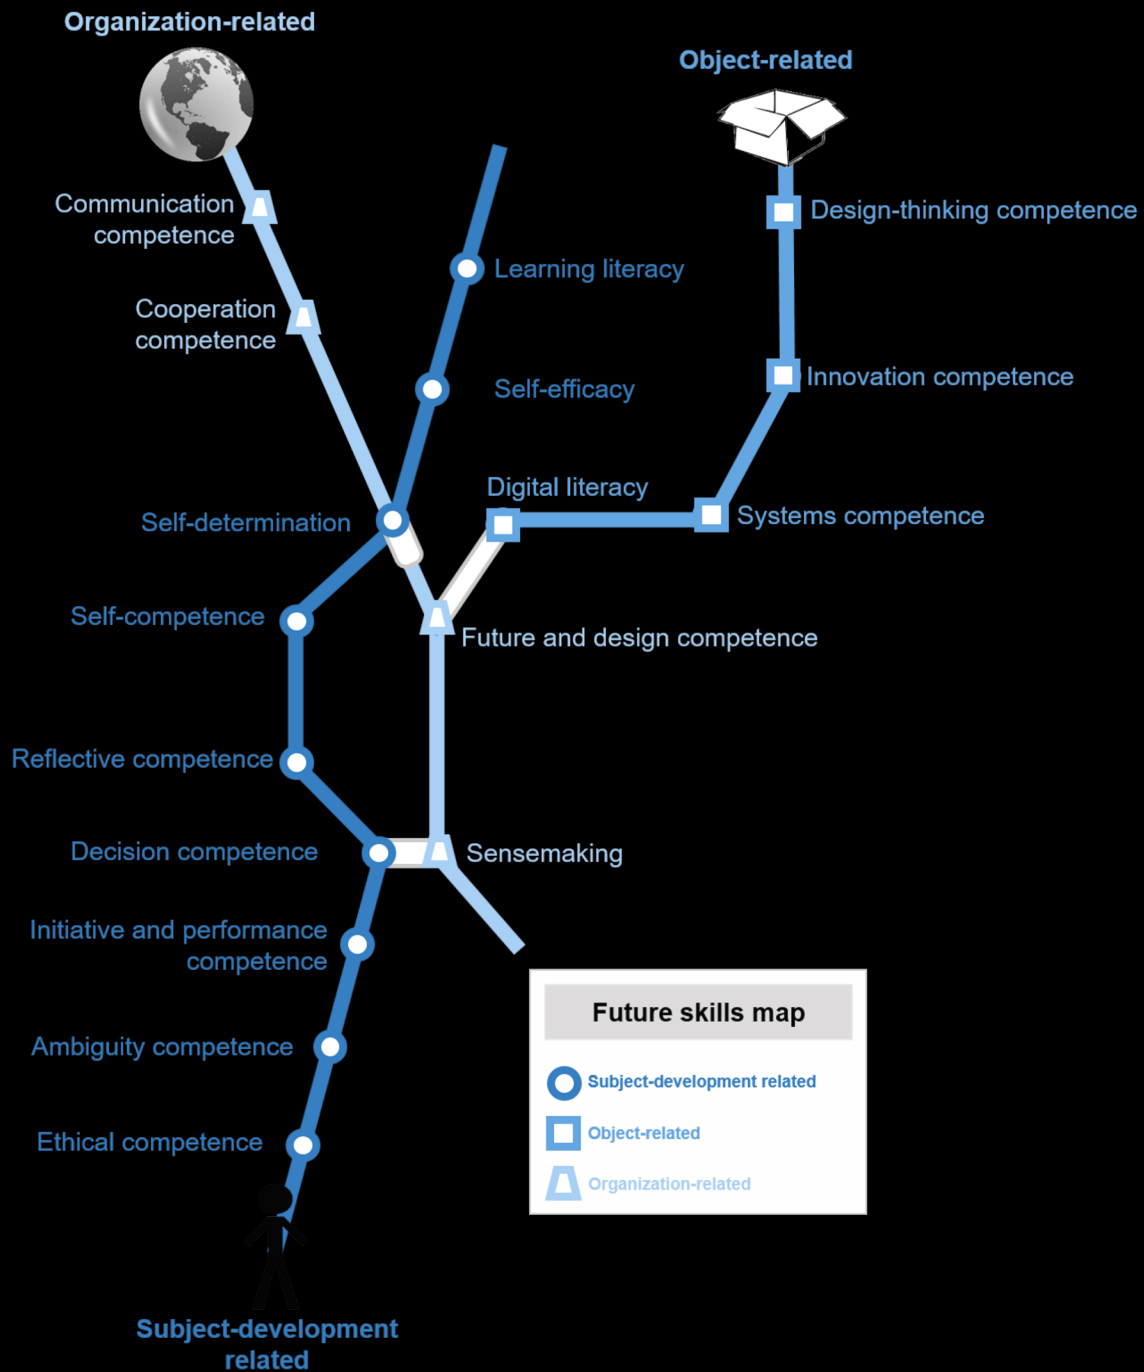 Organization-related
Object-related
Communication
competence
Design-thinking competence
Learning literacy
Cooperation
competence
Innovation competence
Self-efficacy
Digital literacy
Self-determination
Systems competence
Self-competence
Future and design competence
Reflective competence
Decision competence
Sensemaking
Initiative and performance
competence
Ambiguity competence
Ethical competence
Future skills map
Subject-development related
Object-related
Organization-related
Subject-development
related